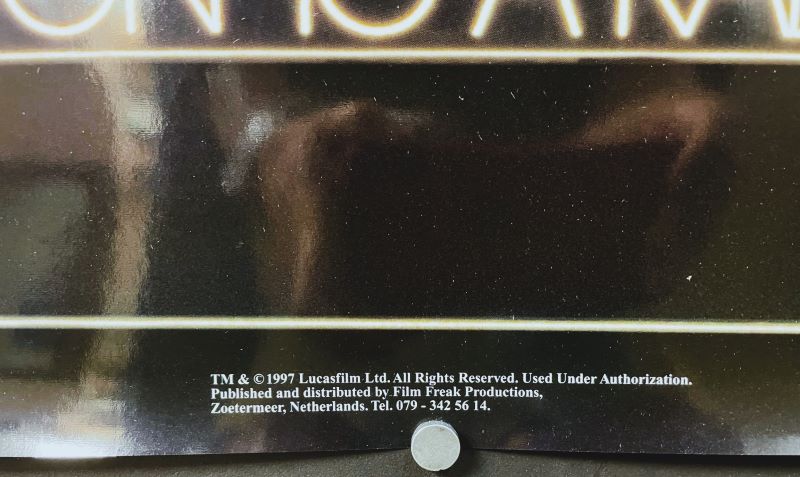 TM & ©1997 Lucasfilm Ltd. All Rights Reserved. Used Under Authorization.
Published and distributed by Film Freak Productions,
Zoetermeer, Netherlands. Tel. 079 - 342 56 14.